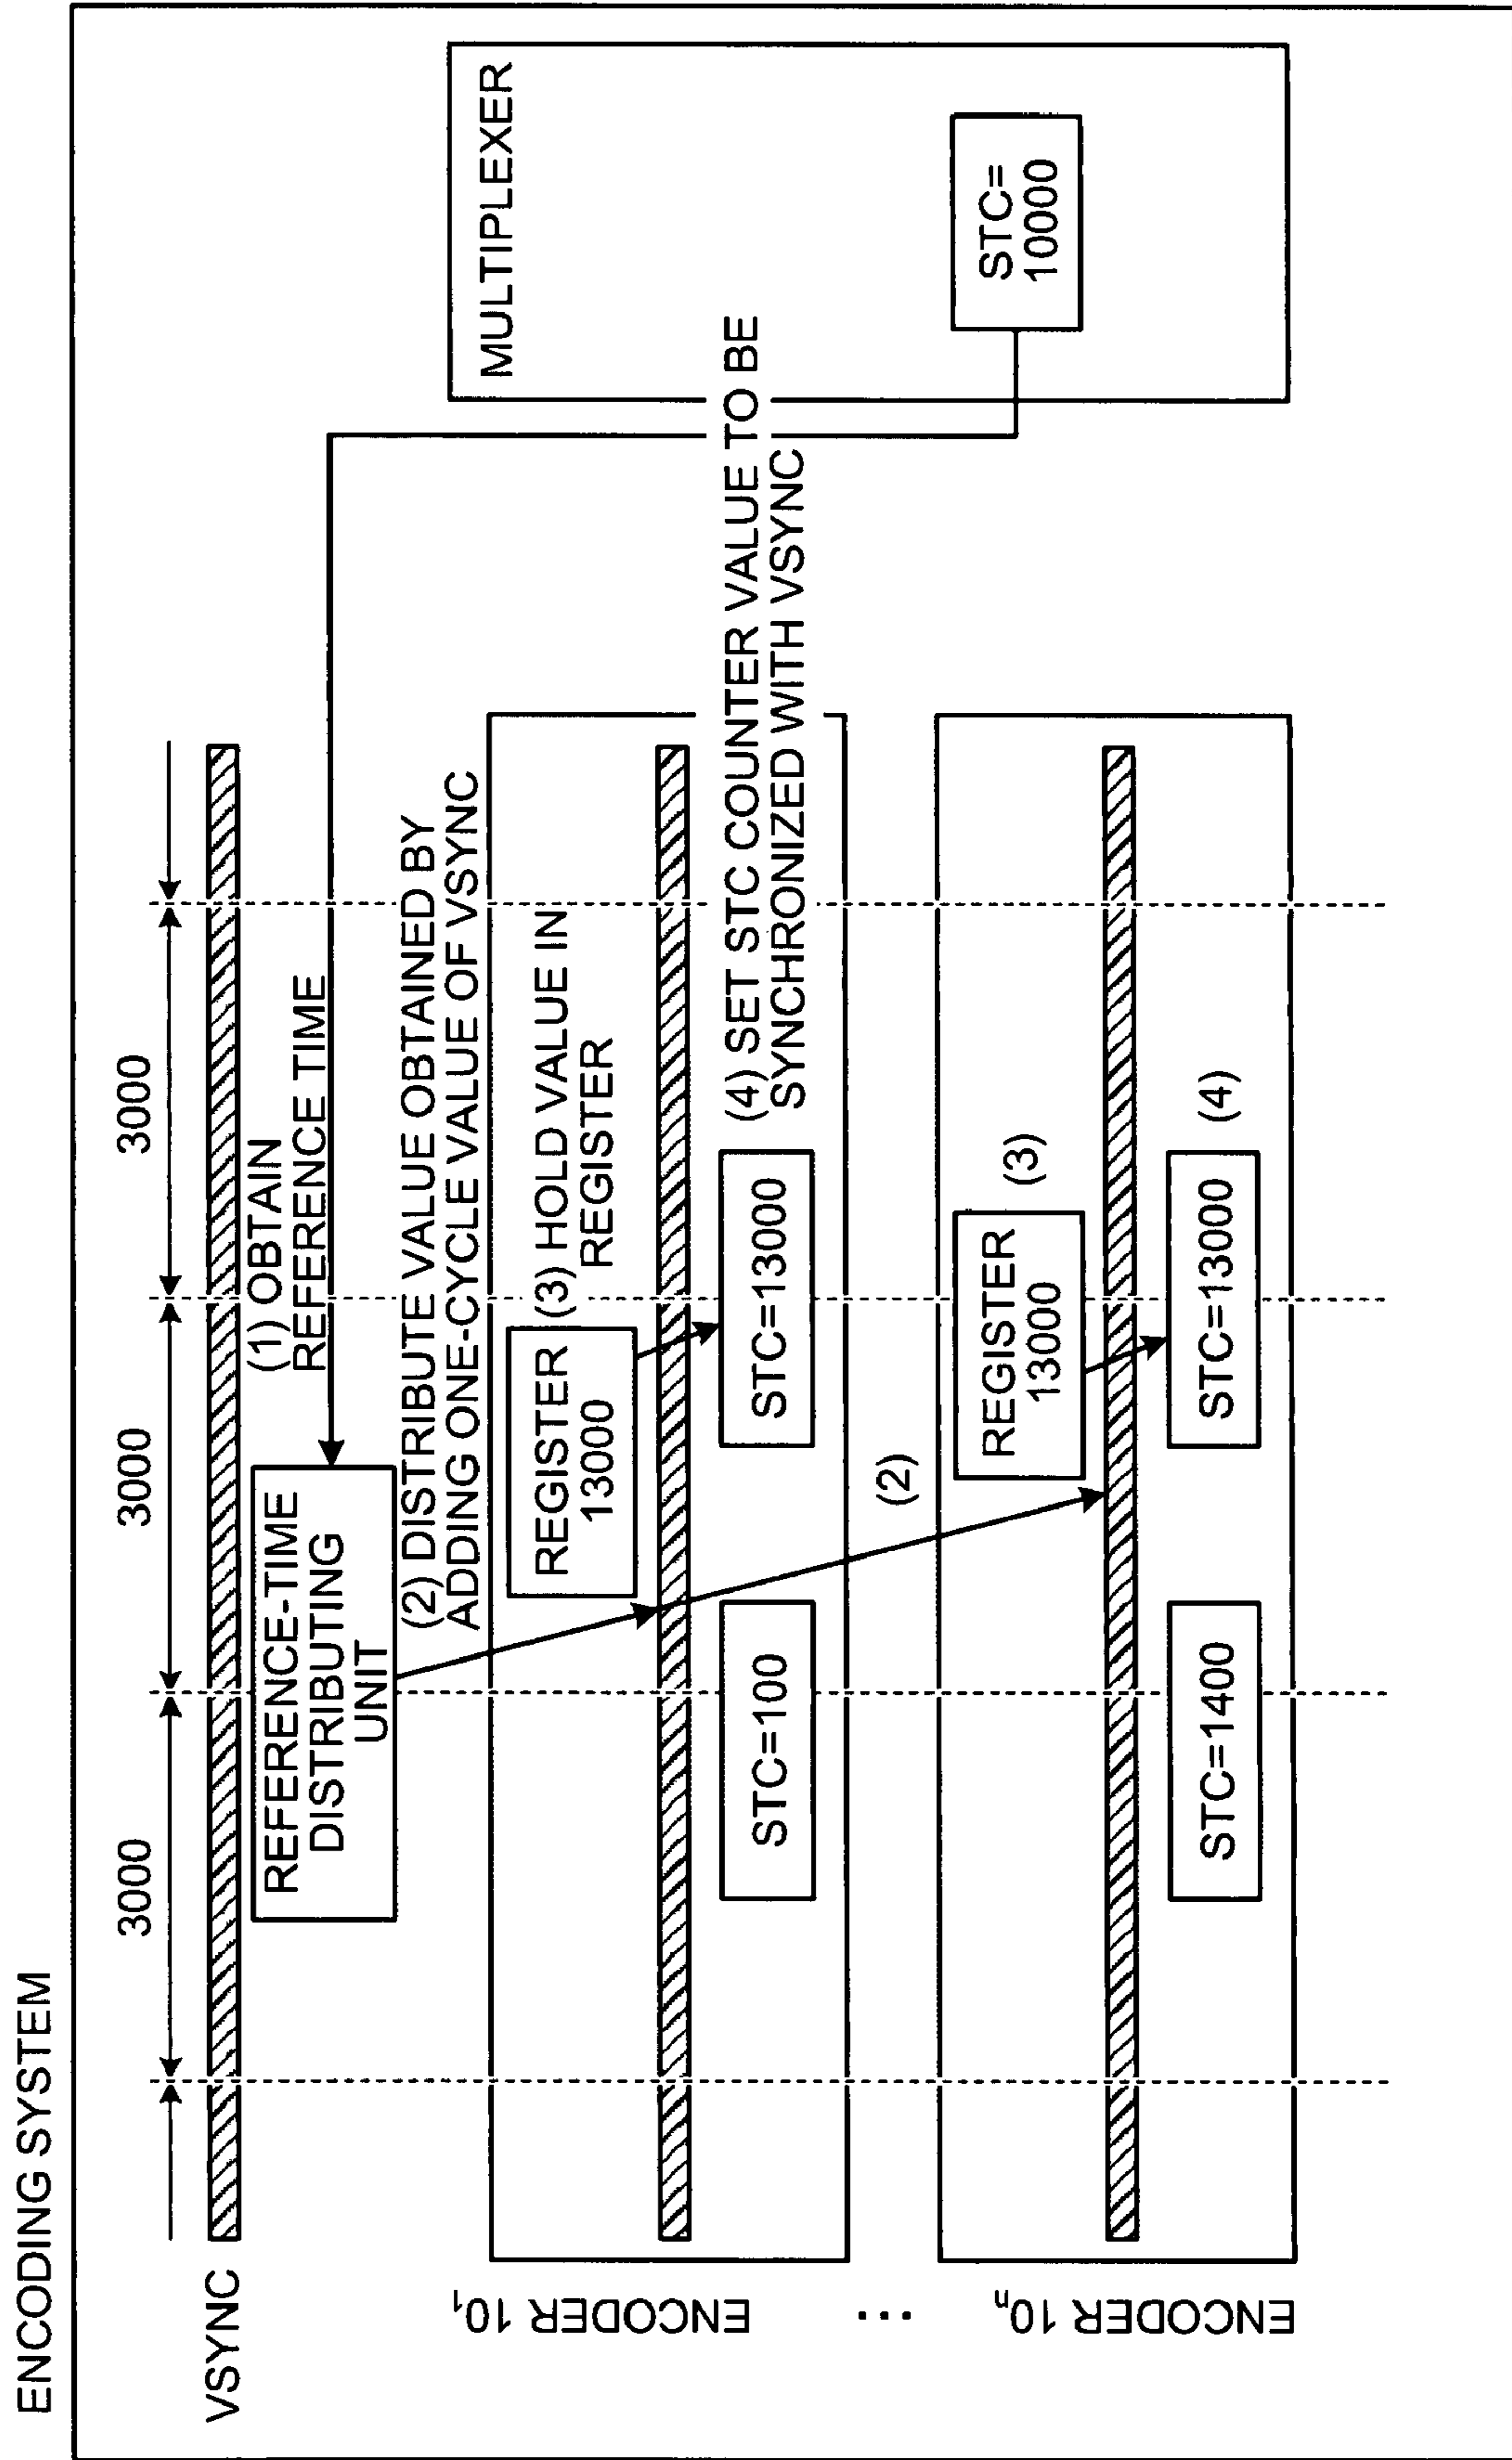 ENCODING SYSTEM
3000
3000
3000
VSYNC
(1) OBTAIN
REFERENCE TIME
REFERENCE-TIME
DISTRIBUTING
UNIT
(2) DISTRIBUTE VALUE OBTAINED BY
ADDING ONE-CYCLE VALUE OF VSYNC
MULTIPLEXER
STC=
10000
ENCODER 10₁
REGISTER
13000
(3) HOLD VALUE IN
REGISTER
STC=100
STC=13000
(4) SET STC COUNTER VALUE TO BE
SYNCHRONIZED WITH VSYNC
...
(2)
ENCODER 10ₙ
REGISTER
13000
(3)
STC=1400
STC=13000
(4)